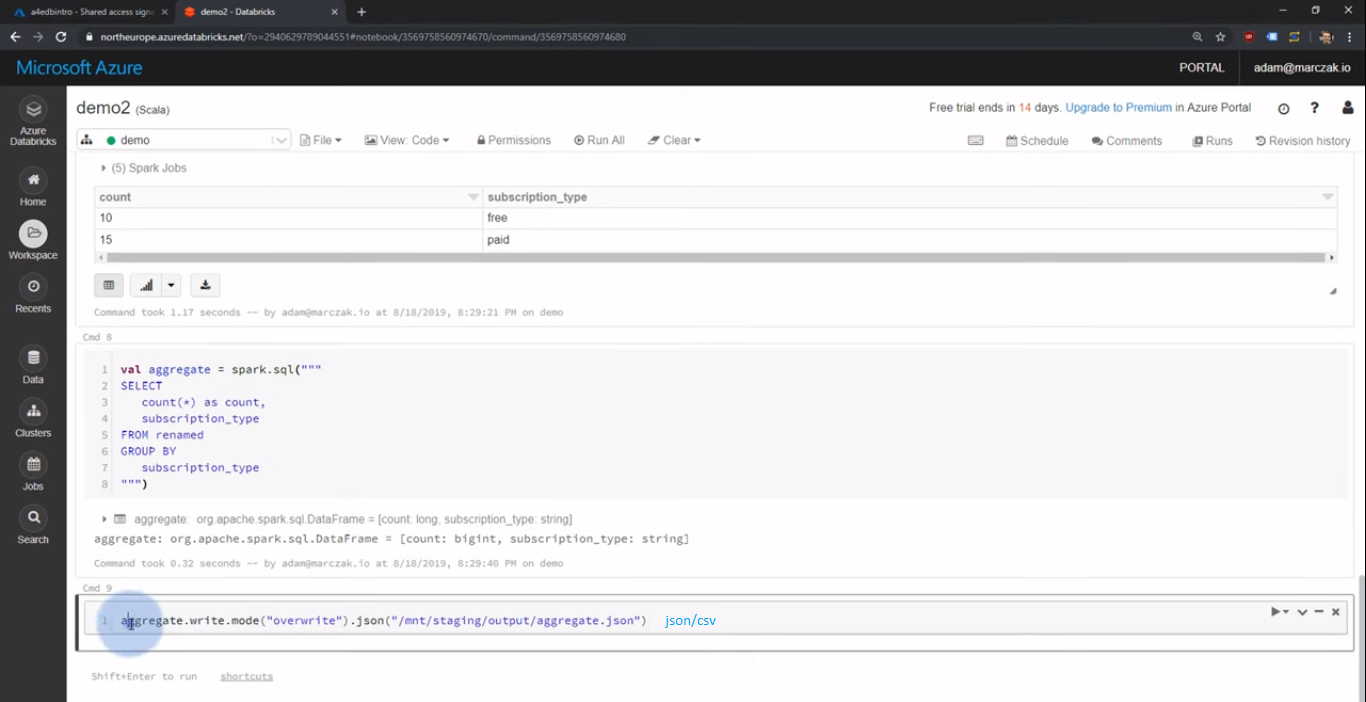 a4edbintro - Shared access signa
demo2 - Databricks
northeurope.azuredatabricks.net/?o=2940629789044551#notebook/3569758560974670/command/3569758560974680
Microsoft Azure
PORTAL
adam@marczak.io
Azure Databricks
Home
Workspace
Recents
Data
Clusters
Jobs
Search
demo2 (Scala)
Free trial ends in 14 days. Upgrade to Premium in Azure Portal
demo
File
View: Code
Permissions
Run All
Clear
Schedule
Comments
Runs
Revision history
(5) Spark Jobs
count subscription_type
10 free
15 paid
Command took 1.17 seconds -- by adam@marczak.io at 8/18/2019, 8:29:21 PM on demo
Cmd 8
1 val aggregate = spark.sql("""
2 SELECT
3 count(*) as count,
4 subscription_type
5 FROM renamed
6 GROUP BY
7 subscription_type
8 """)
aggregate: org.apache.spark.sql.DataFrame = [count: long, subscription_type: string]
aggregate: org.apache.spark.sql.DataFrame = [count: bigint, subscription_type: string]
Command took 0.32 seconds -- by adam@marczak.io at 8/18/2019, 8:29:40 PM on demo
Cmd 9
1 aggregate.write.mode("overwrite").json("/mnt/staging/output/aggregate.json") json/csv
Shift+Enter to run shortcuts